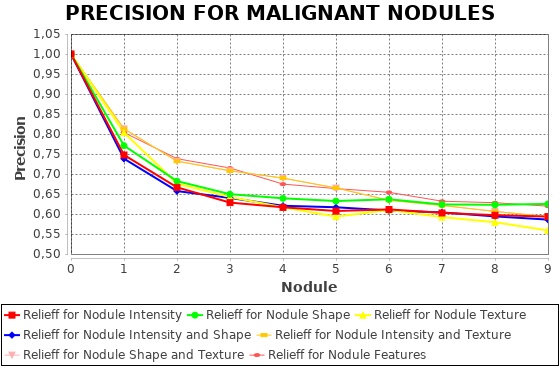 PRECISION FOR MALIGNANT NODULES
1,05
1,00
0,95
0,90
0,85
0,80
0,75
0,70
0,65
0,60
0,55
0,50
Precision
0 1 2 3 4 5 6 7 8 9
Nodule
Relieff for Nodule Intensity Relieff for Nodule Shape Relieff for Nodule Texture
Relieff for Nodule Intensity and Shape Relieff for Nodule Intensity and Texture
Relieff for Nodule Shape and Texture Relieff for Nodule Features